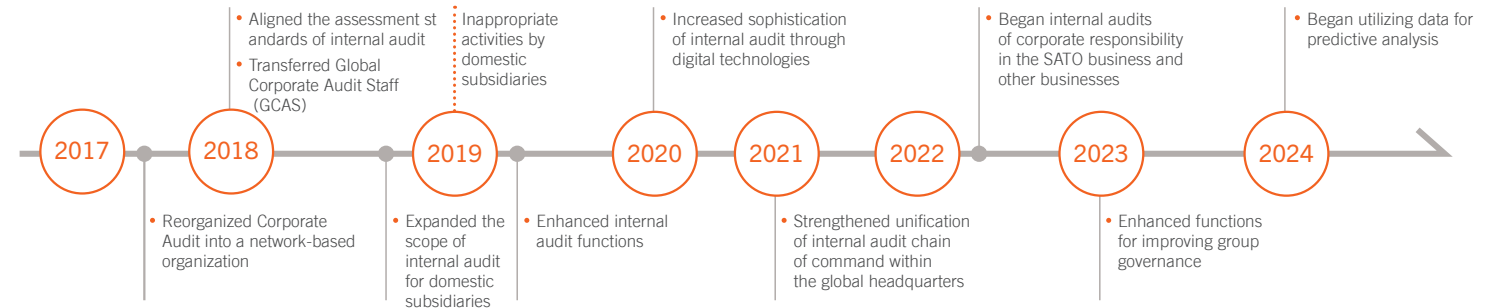 • Aligned the assessment st
andards of internal audit
• Transferred Global
Corporate Audit Staff
(GCAS)
Inappropriate
activities by
domestic
subsidiaries
• Increased sophistication
of internal audit through
digital technologies
• Began internal audits
of corporate responsibility
in the SATO business and
other businesses
• Began utilizing data for
predictive analysis
2017
2018
2019
2020
2021
2022
2023
2024
• Reorganized Corporate
Audit into a network-based
organization
• Expanded the
scope of
internal audit
for domestic
subsidiaries
• Enhanced internal
audit functions
• Strengthened unification
of internal audit chain
of command within
the global headquarters
• Enhanced functions
for improving group
governance